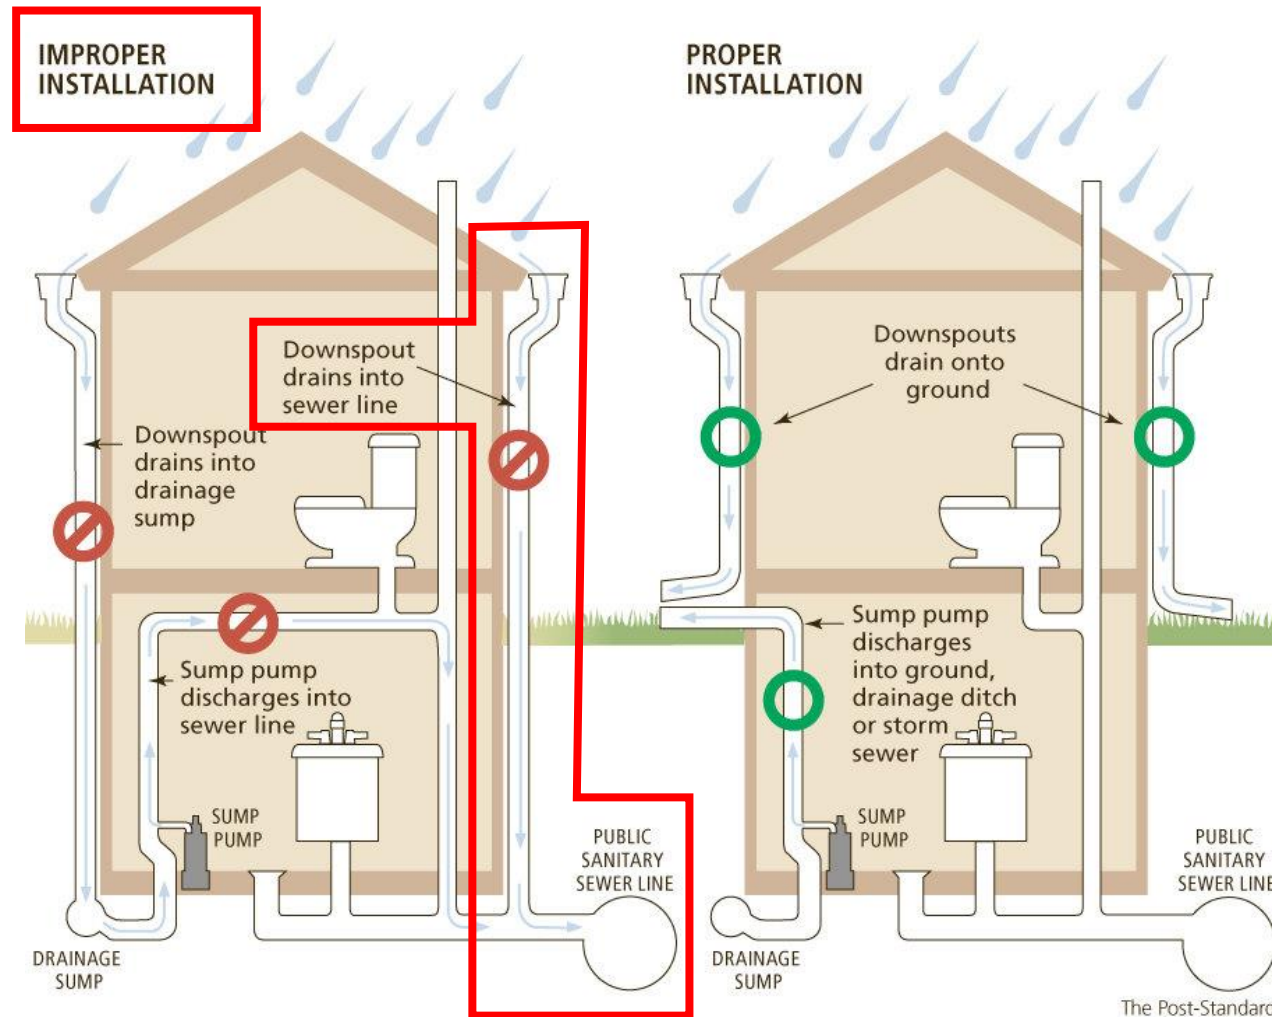 IMPROPER
INSTALLATION
Downspout
drains into
sewer line
Downspout
drains into
drainage
sump
Sump pump
discharges into
sewer line
SUMP
PUMP
PUBLIC
SANITARY
SEWER LINE
DRAINAGE
SUMP
PROPER
INSTALLATION
Downspouts
drain onto
ground
Sump pump
discharges
into ground,
drainage ditch
or storm
sewer
SUMP
PUMP
PUBLIC
SANITARY
SEWER LINE
DRAINAGE
SUMP
The Post-Standard